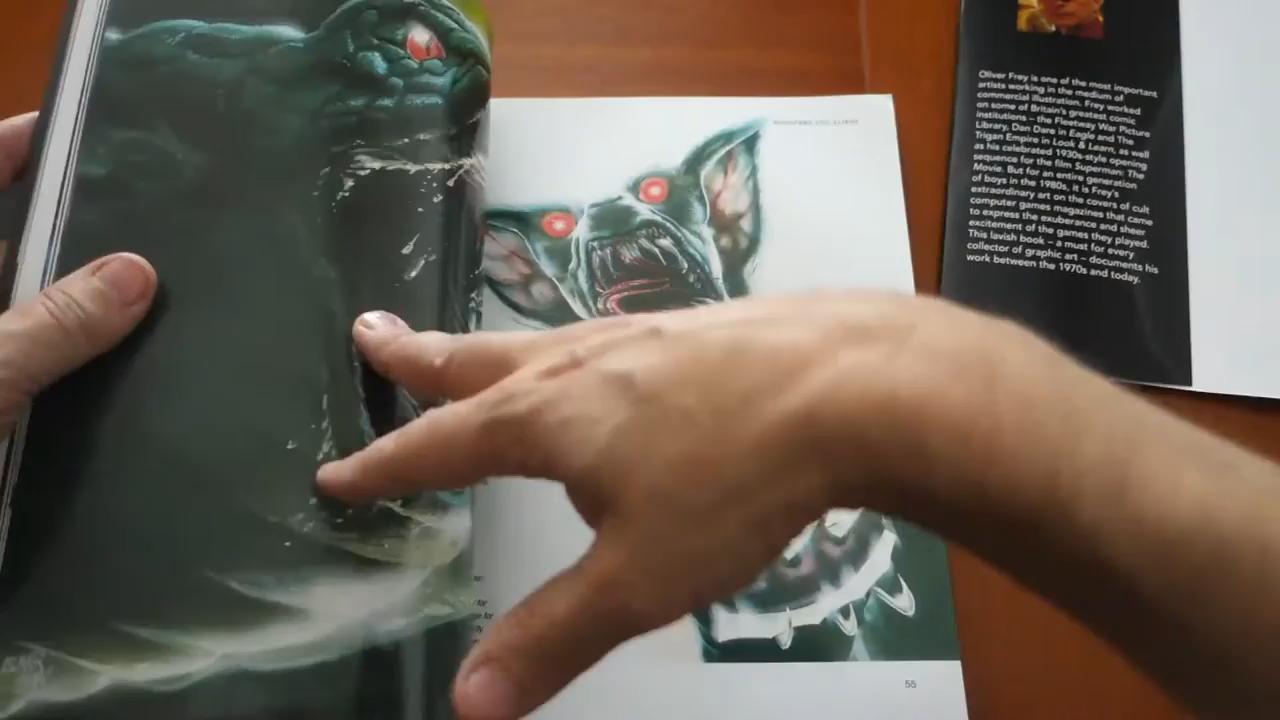 Oliver Frey is one of the most important
artists working in the medium of
commercial illustration. Frey worked
on some of Britain's greatest comic
institutions – the Fleetway War Picture
Library, Dan Dare in Eagle and The
Trigan Empire in Look & Learn, as well
as his celebrated 1930s-style opening
sequence for the film Superman: The
Movie. But for an entire generation
of boys in the 1980s, it is Frey's
extraordinary art on the covers of cult
computer games magazines that came
to express the exuberance and sheer
excitement of the games they played.
This lavish book – a must for every
collector of graphic art – documents his
work between the 1970s and today.
55